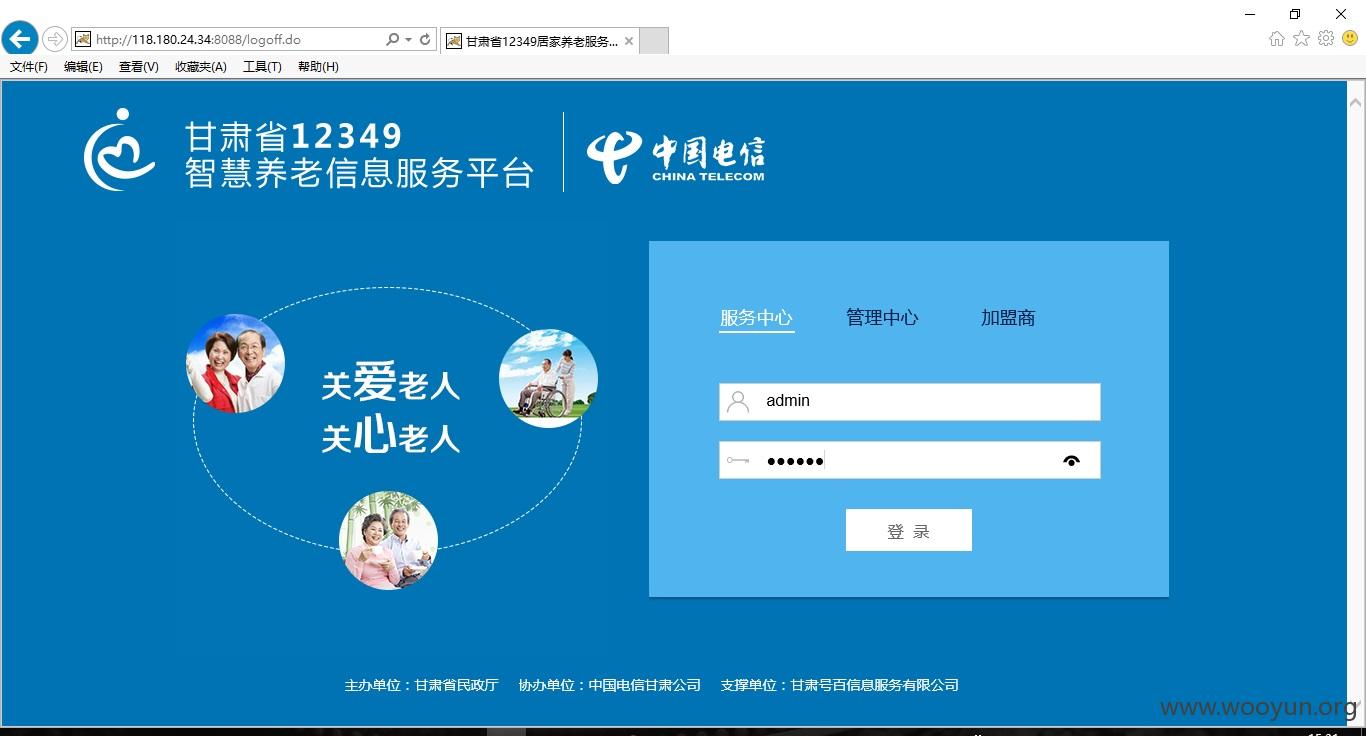 http://118.180.24.34:8088/logoff.do
甘肃省12349居家养老服务...
文件(F) 编辑(E) 查看(V) 收藏夹(A) 工具(T) 帮助(H)
甘肃省12349
智慧养老信息服务平台
中国电信
CHINA TELECOM
服务中心 管理中心 加盟商
关爱老人
关心老人
admin
●●●●●●
登 录
主办单位：甘肃省民政厅 协办单位：中国电信甘肃公司 支撑单位：甘肃号百信息服务有限公司
www.wooyun.org